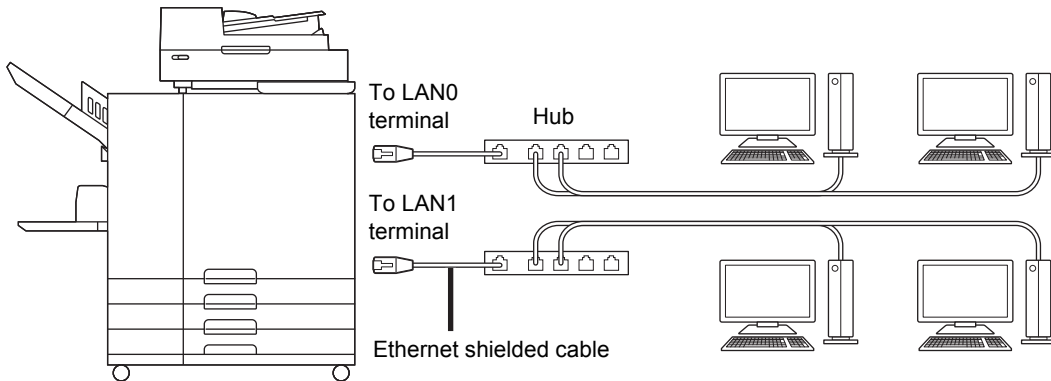 To LAN0
terminal
Hub
To LAN1
terminal
Ethernet shielded cable